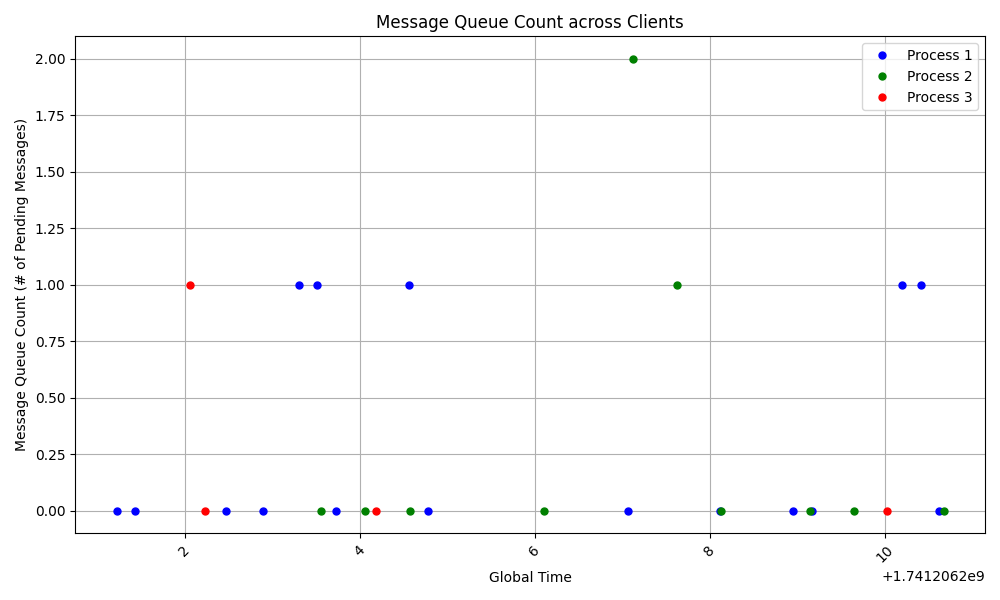 Message Queue Count across Clients
Process 1
Process 2
Process 3
Message Queue Count (# of Pending Messages)
2.00
1.75
1.50
1.25
1.00
0.75
0.50
0.25
0.00
2
4
6
8
10
Global Time
+1.7412062e9